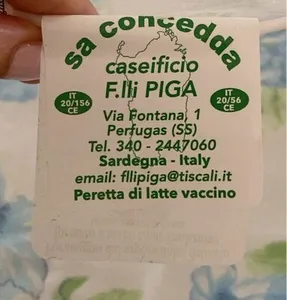 sa concedda
caseificio
F.lli PIGA
IT
20/156
CE
IT
20/56
CE
Via Fontana, 1
Perfugas (SS)
Tel. 340 - 2447060
Sardegna - Italy
email: fllipiga@tiscali.it
Peretta di latte vaccino